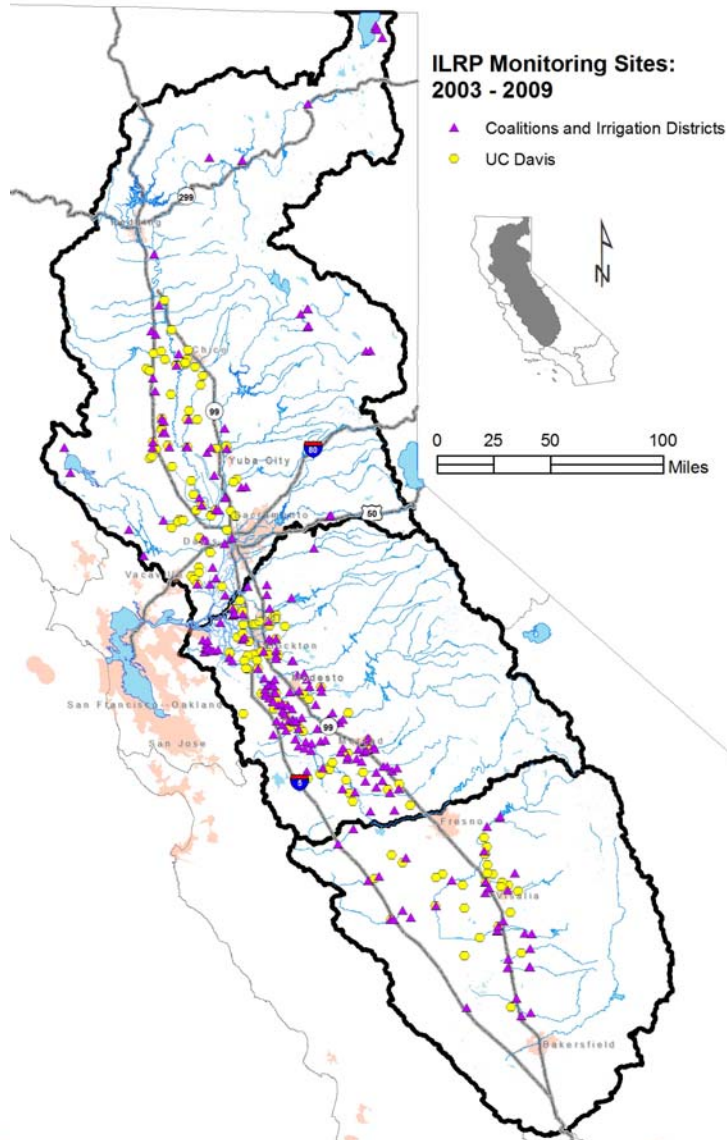 ILRP Monitoring Sites:
2003 - 2009
Coalitions and Irrigation Districts
UC Davis
N
299
Redding
Chico
99
80
Yuba City
0 25 50 100
Miles
50
Sacramento
Davis
Vacaville
Stockton
Modesto
San Francisco--Oakland
San Jose
99
Merced
5
Fresno
Visalia
Bakersfield